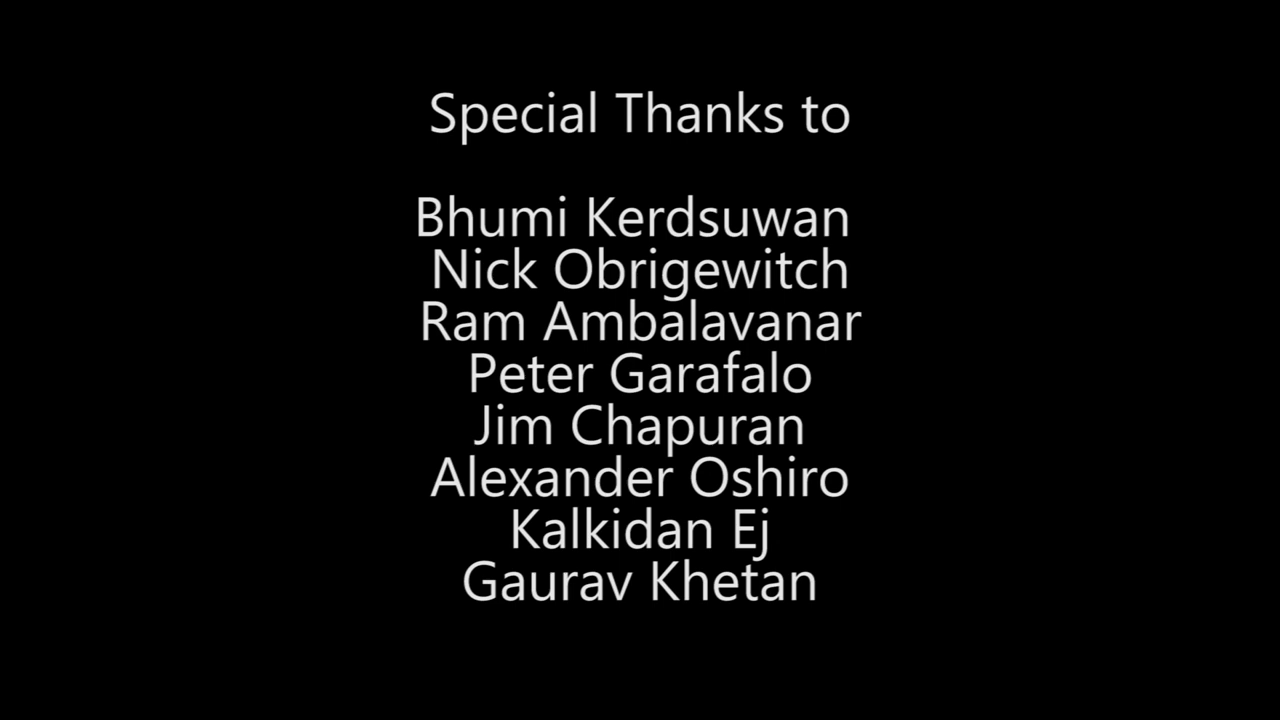 Special Thanks to
Bhumi Kerdsuwan
Nick Obrigewitch
Ram Ambalavanar
Peter Garafalo
Jim Chapuran
Alexander Oshiro
Kalkidan Ej
Gaurav Khetan